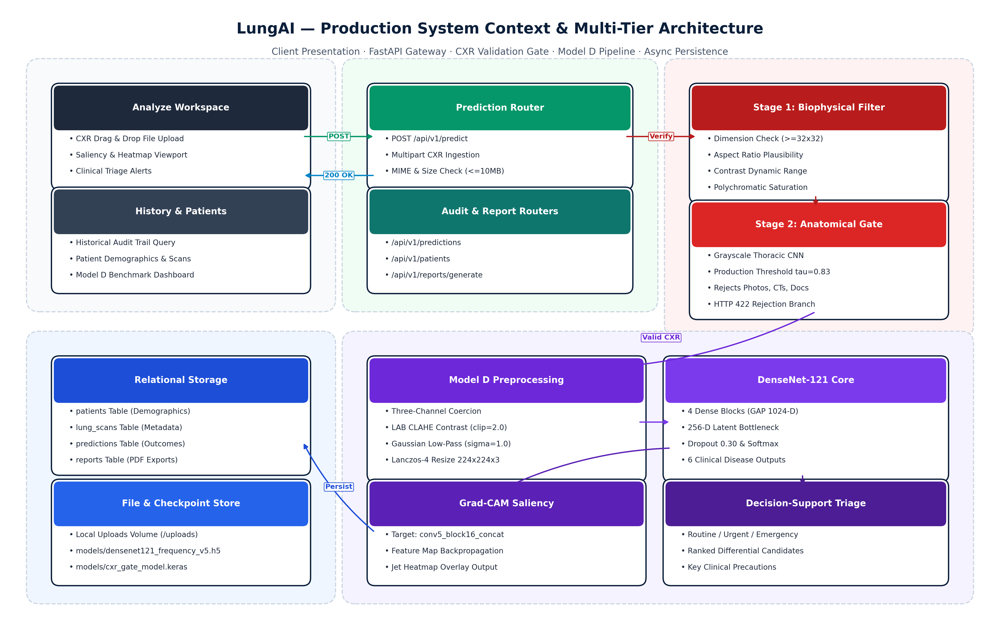 LungAI — Production System Context & Multi-Tier Architecture
Client Presentation · FastAPI Gateway · CXR Validation Gate · Model D Pipeline · Async Persistence
Analyze Workspace
• CXR Drag & Drop File Upload
• Saliency & Heatmap Viewport
• Clinical Triage Alerts
History & Patients
• Historical Audit Trail Query
• Patient Demographics & Scans
• Model D Benchmark Dashboard
POST
200 OK
Prediction Router
• POST /api/v1/predict
• Multipart CXR Ingestion
• MIME & Size Check (<=10MB)
Audit & Report Routers
• /api/v1/predictions
• /api/v1/patients
• /api/v1/reports/generate
Verify
Stage 1: Biophysical Filter
• Dimension Check (>=32x32)
• Aspect Ratio Plausibility
• Contrast Dynamic Range
• Polychromatic Saturation
Stage 2: Anatomical Gate
• Grayscale Thoracic CNN
• Production Threshold tau=0.83
• Rejects Photos, CTs, Docs
• HTTP 422 Rejection Branch
Valid CXR
Relational Storage
• patients Table (Demographics)
• lung_scans Table (Metadata)
• predictions Table (Outcomes)
• reports Table (PDF Exports)
File & Checkpoint Store
• Local Uploads Volume (/uploads)
• models/densenet121_frequency_v5.h5
• models/cxr_gate_model.keras
Persist
Model D Preprocessing
• Three-Channel Coercion
• LAB CLAHE Contrast (clip=2.0)
• Gaussian Low-Pass (sigma=1.0)
• Lanczos-4 Resize 224x224x3
Grad-CAM Saliency
• Target: conv5_block16_concat
• Feature Map Backpropagation
• Jet Heatmap Overlay Output
DenseNet-121 Core
• 4 Dense Blocks (GAP 1024-D)
• 256-D Latent Bottleneck
• Dropout 0.30 & Softmax
• 6 Clinical Disease Outputs
Decision-Support Triage
• Routine / Urgent / Emergency
• Ranked Differential Candidates
• Key Clinical Precautions